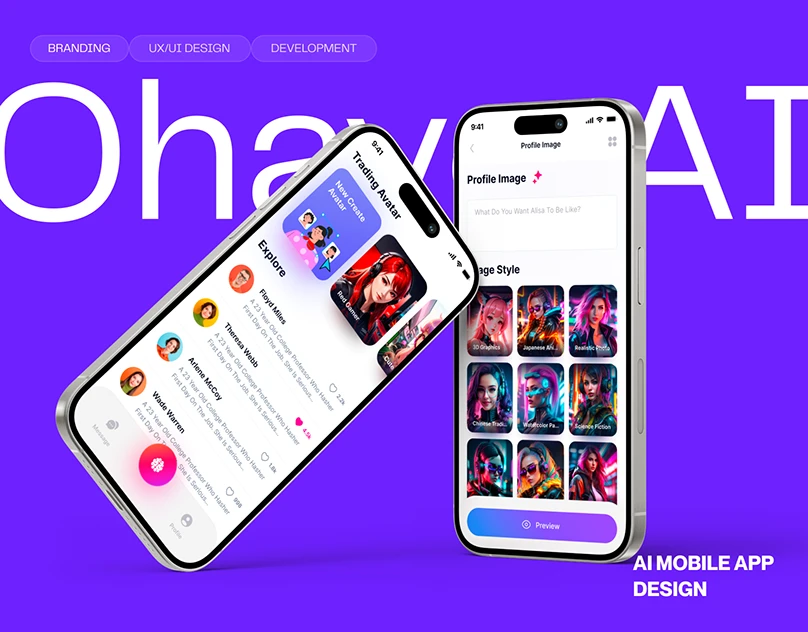 BRANDING
UX/UI DESIGN
DEVELOPMENT
Ohay AI
9:41
Trading Avatar
New Create
Avatar
Red Gamer
Explore
Floyd Miles
A 23 Year Old College Professor Who Hasher
First Day On The Job. She Is Serious...
2.2k
Theresa Webb
A 23 Year Old College Professor Who Hasher
First Day On The Job. She Is Serious...
4.5k
Arlene McCoy
A 23 Year Old College Professor Who Hasher
First Day On The Job. She Is Serious...
1.8k
Wade Warren
A 23 Year Old College Professor Who Hasher
First Day On The Job. She Is Serious...
998
Message
Profile
9:41
Profile Image
Profile Image
What Do You Want Alisa To Be Like?
age Style
3D Graphics
Japanese Ani...
Realistic Photo
Chinese Tradi...
Watercolor Pa...
Science Fiction
Preview
AI MOBILE APP
DESIGN